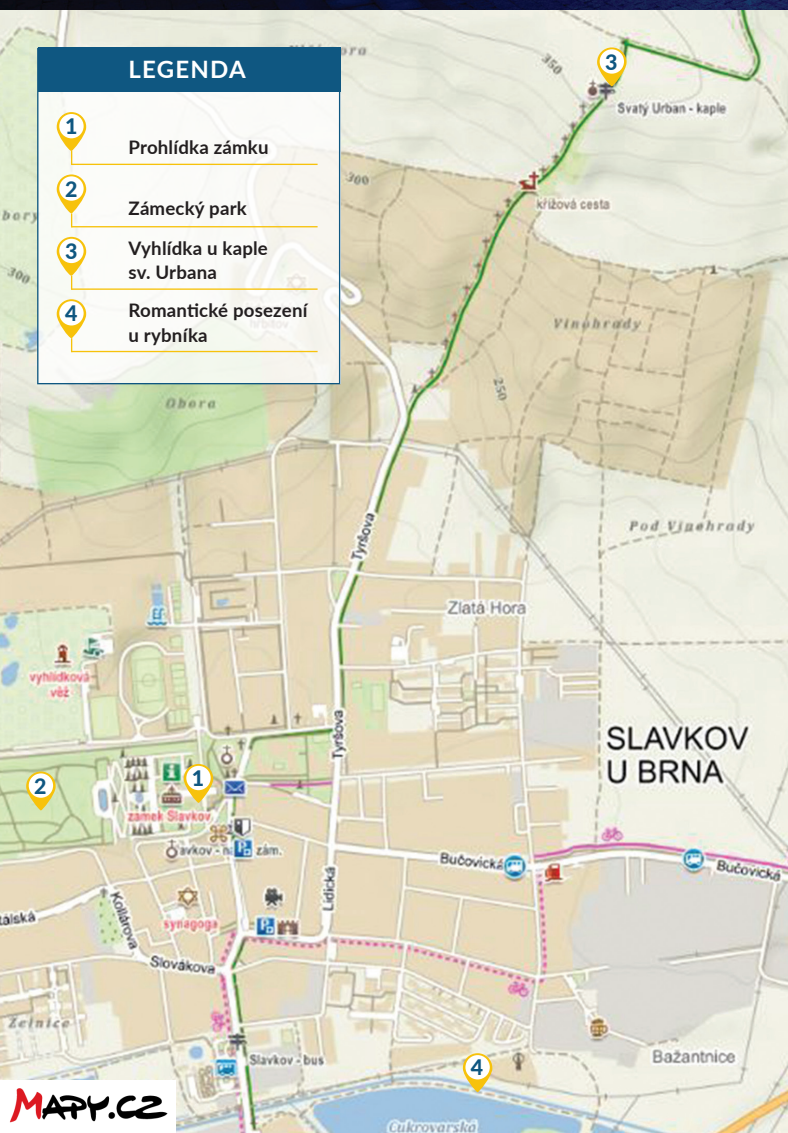 LEGENDA
1
Prohlídka zámku
2
Zámecký park
3
Vyhlídka u kaple
sv. Urbana
4
Romantické posezení
u rybníka
350
3
Svatý Urban - kaple
300
křížová cesta
300
Vinohrady
250
Obora
Tyršova
Pod Vinohrady
Zlatá Hora
vyhlídková
věž
Tyršova
SLAVKOV
U BRNA
2
1
zámek Slavkov
zám.
Bučovická
Bučovická
Lidická
Kollárova
synagoga
Slovákova
Zelnice
Slavkov - bus
4
Bažantnice
Cukrovarská
MAPY.CZ